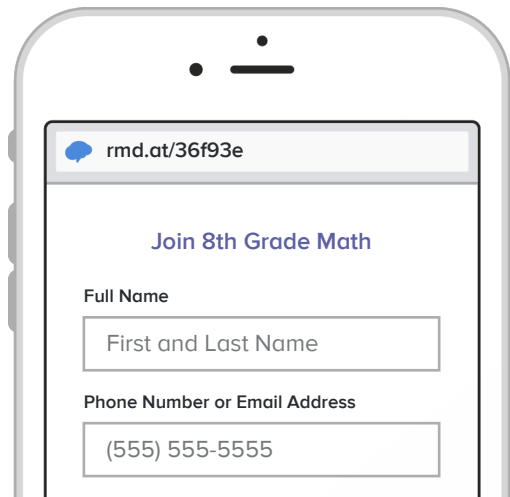 rmd.at/36f93e
Join 8th Grade Math
Full Name
First and Last Name
Phone Number or Email Address
(555) 555-5555